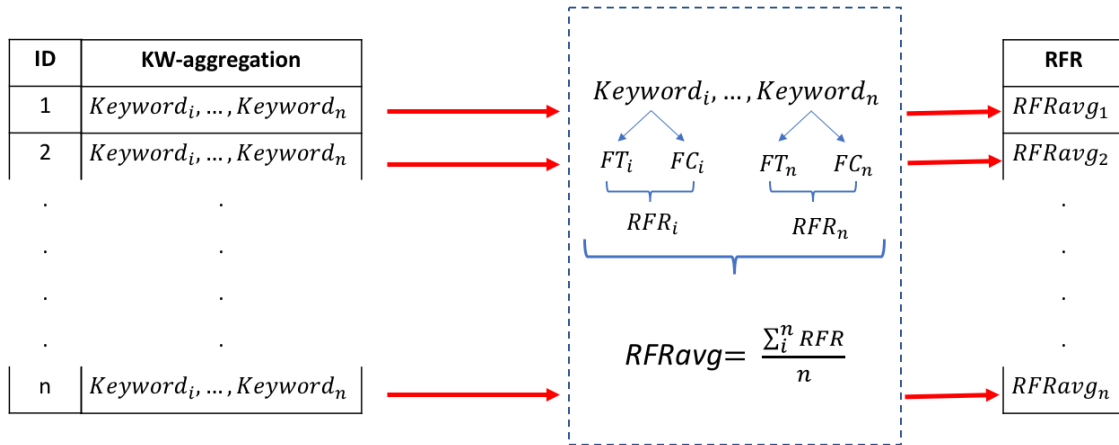 ID KW-aggregation RFR
1 Keyword_i, ... , Keyword_n Keyword_i, ... , Keyword_n RFRavg_1
2 Keyword_i, ... , Keyword_n FT_i FC_i FT_n FC_n RFRavg_2
. . .
RFR_i RFR_n
. . .
. . .
. . .
RFRavg= ∑_i^n RFR / n
n Keyword_i, ... , Keyword_n RFRavg_n